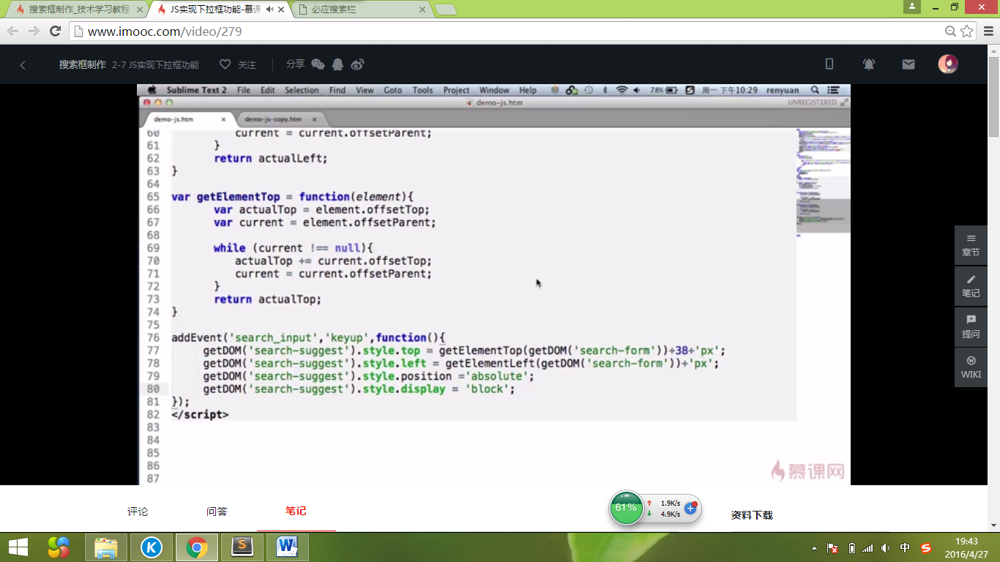 搜索框制作_技术学习教程
JS实现下拉框功能-慕课
必应搜索栏
www.imooc.com/video/279
搜索框制作 2-7 JS实现下拉框功能 关注 分享
Sublime Text 2 File Edit Selection Find View Goto Tools Project Window Help 78% 周一 下午10:29 renyuan
demo-js.htm UNREGISTERED
demo-js.htm demo-js-copy.htm
60 current = current.offsetParent;
61 }
62 return actualLeft;
63 }
64
65 var getElementTop = function(element){
66 var actualTop = element.offsetTop;
67 var current = element.offsetParent;
68
69 while (current !== null){
70 actualTop += current.offsetTop;
71 current = current.offsetParent;
72 }
73 return actualTop;
74 }
75
76 addEvent('search_input','keyup',function(){
77 getDOM('search-suggest').style.top = getElementTop(getDOM('search-form'))+38+'px';
78 getDOM('search-suggest').style.left = getElementLeft(getDOM('search-form'))+'px';
79 getDOM('search-suggest').style.position ='absolute';
80 getDOM('search-suggest').style.display = 'block';
81 });
82 </script>
83
84
85
86
87
慕课网
章节
笔记
提问
WIKI
评论 问答 笔记
61% 1.9K/s
4.9K/s
资料下载
中
19:43
2016/4/27